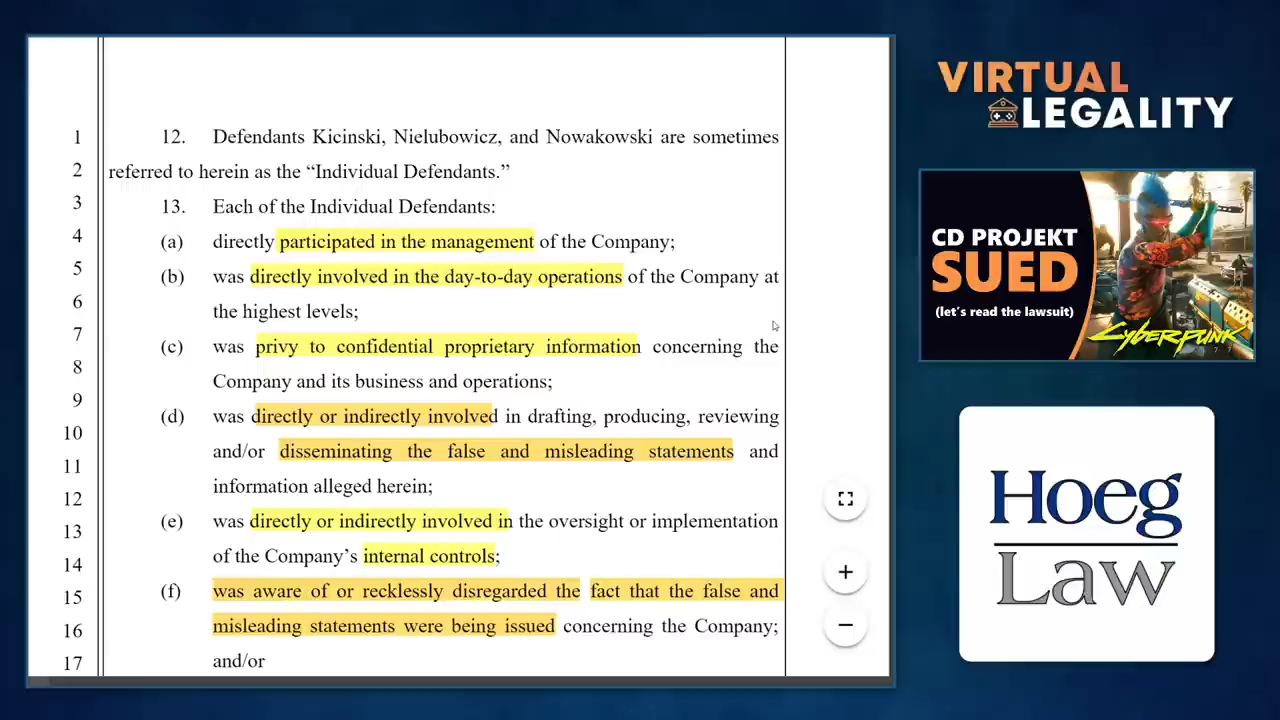 1 12. Defendants Kicinski, Nielubowicz, and Nowakowski are sometimes
2 referred to herein as the “Individual Defendants.”
3 13. Each of the Individual Defendants:
4 (a) directly participated in the management of the Company;
5 (b) was directly involved in the day-to-day operations of the Company at
6 the highest levels;
7 (c) was privy to confidential proprietary information concerning the
8 Company and its business and operations;
9 (d) was directly or indirectly involved in drafting, producing, reviewing
10 and/or disseminating the false and misleading statements and
11 information alleged herein;
12 (e) was directly or indirectly involved in the oversight or implementation
13 of the Company’s internal controls;
14 (f) was aware of or recklessly disregarded the fact that the false and
15 misleading statements were being issued concerning the Company;
16 and/or
17
VIRTUAL
LEGALITY
CD PROJEKT
SUED
(let's read the lawsuit)
CYBERPUNK
2077
Hoeg
Law